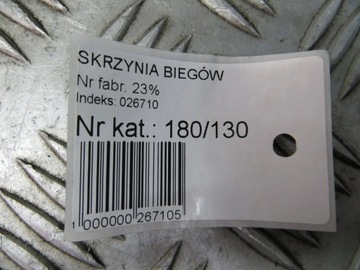 SKRZYNIA BIEGÓW
Nr fabr. 23%
Indeks: 026710
Nr kat.: 180/130
1 000000 267105